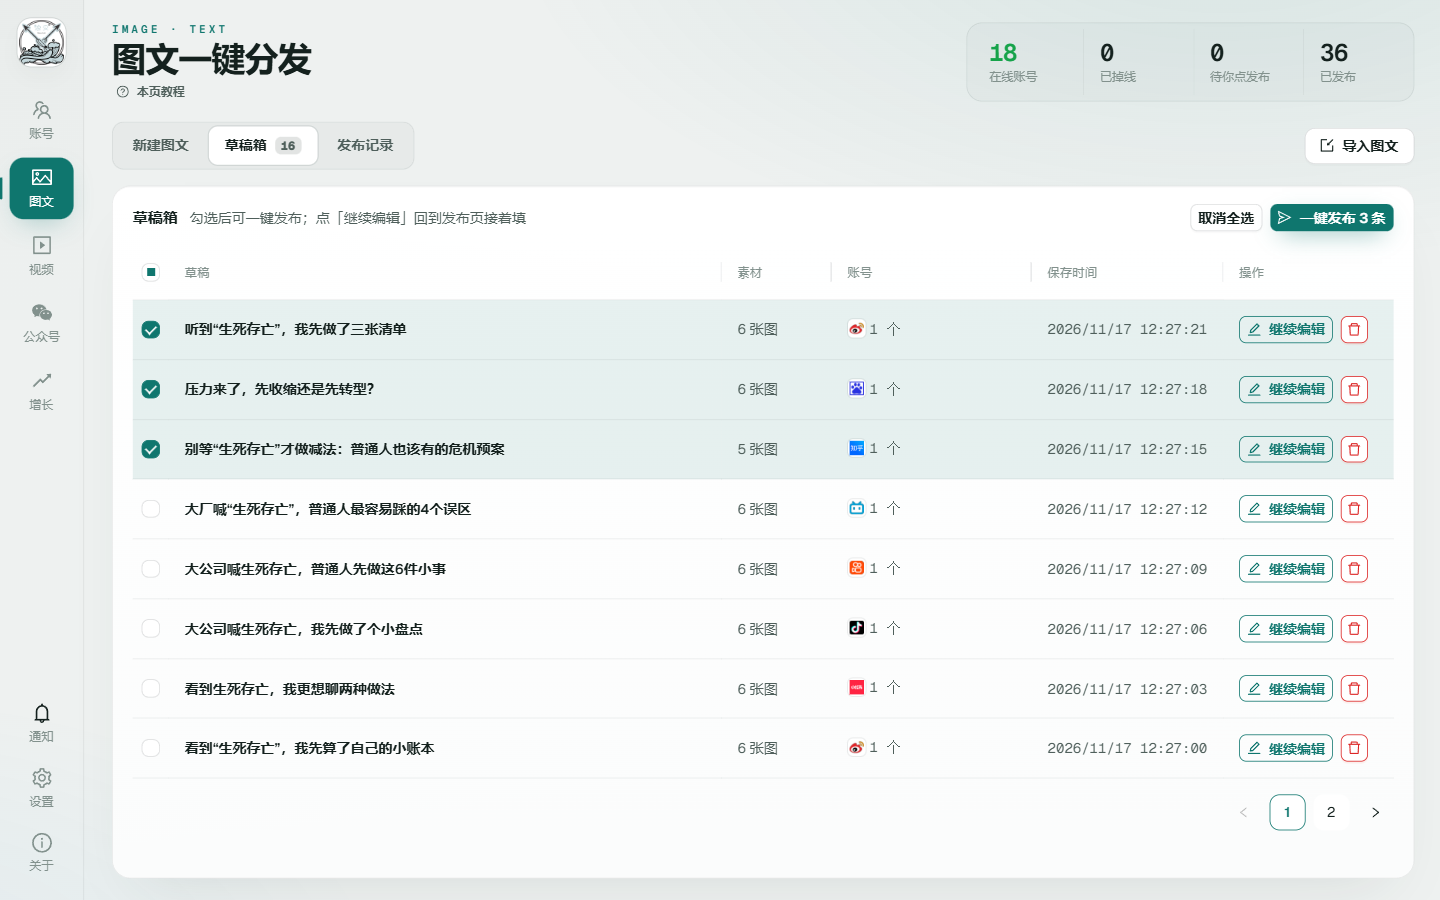 IMAGE · TEXT
图文一键分发
本页教程
18
在线账号
0
已掉线
0
待你点发布
36
已发布
账号
图文
视频
公众号
增长
通知
设置
关于
新建图文
草稿箱 16
发布记录
导入图文
草稿箱 勾选后可一键发布；点「继续编辑」回到发布页接着填
取消全选
一键发布 3 条
草稿 素材 账号 保存时间 操作
听到“生死存亡”，我先做了三张清单 6 张图 1 个 2026/11/17 12:27:21 继续编辑
压力来了，先收缩还是先转型？ 6 张图 1 个 2026/11/17 12:27:18 继续编辑
别等“生死存亡”才做减法：普通人也该有的危机预案 5 张图 知乎 1 个 2026/11/17 12:27:15 继续编辑
大厂喊“生死存亡”，普通人最容易踩的4个误区 6 张图 1 个 2026/11/17 12:27:12 继续编辑
大公司喊生死存亡，普通人先做这6件小事 6 张图 1 个 2026/11/17 12:27:09 继续编辑
大公司喊生死存亡，我先做了个小盘点 6 张图 1 个 2026/11/17 12:27:06 继续编辑
看到生死存亡，我更想聊两种做法 6 张图 1 个 2026/11/17 12:27:03 继续编辑
看到“生死存亡”，我先算了自己的小账本 6 张图 1 个 2026/11/17 12:27:00 继续编辑
1 2